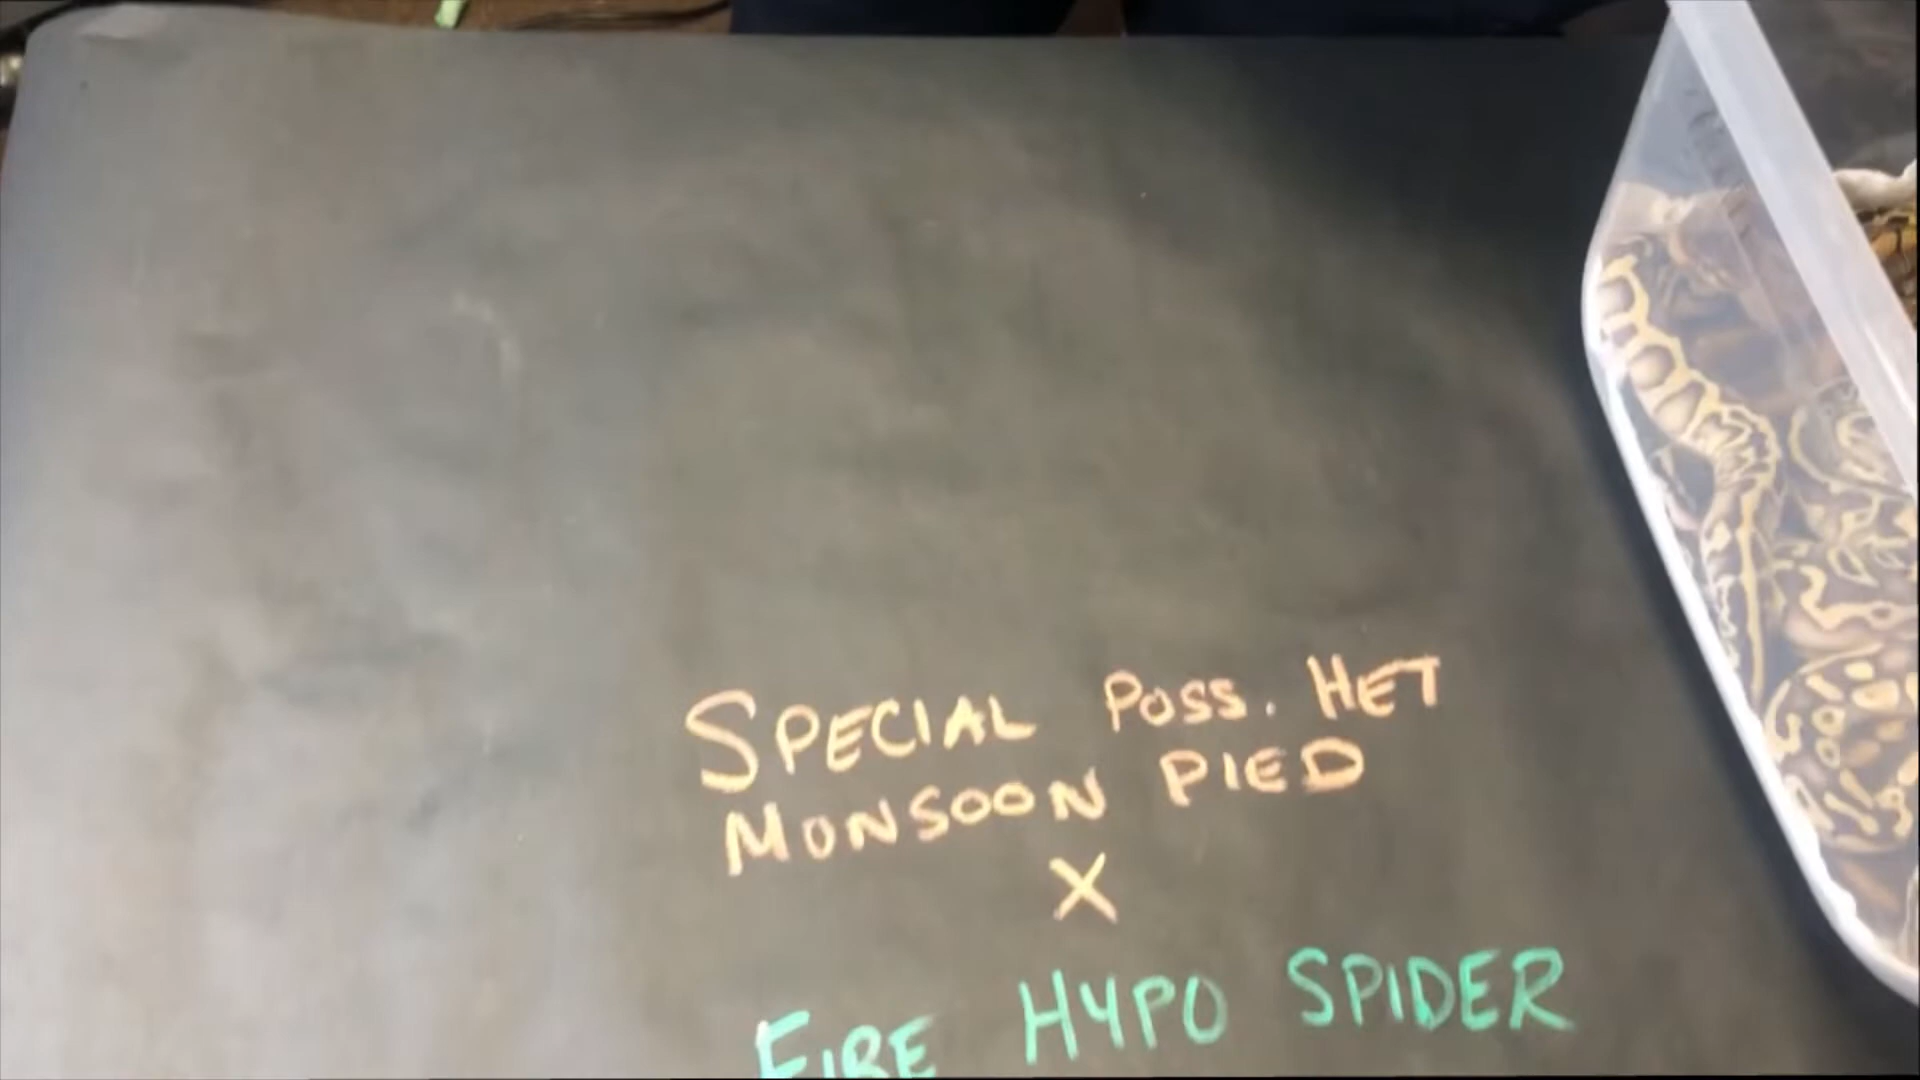 SPECIAL POSS. HET
MONSOON PIED
X
FIRE HYPO SPIDER